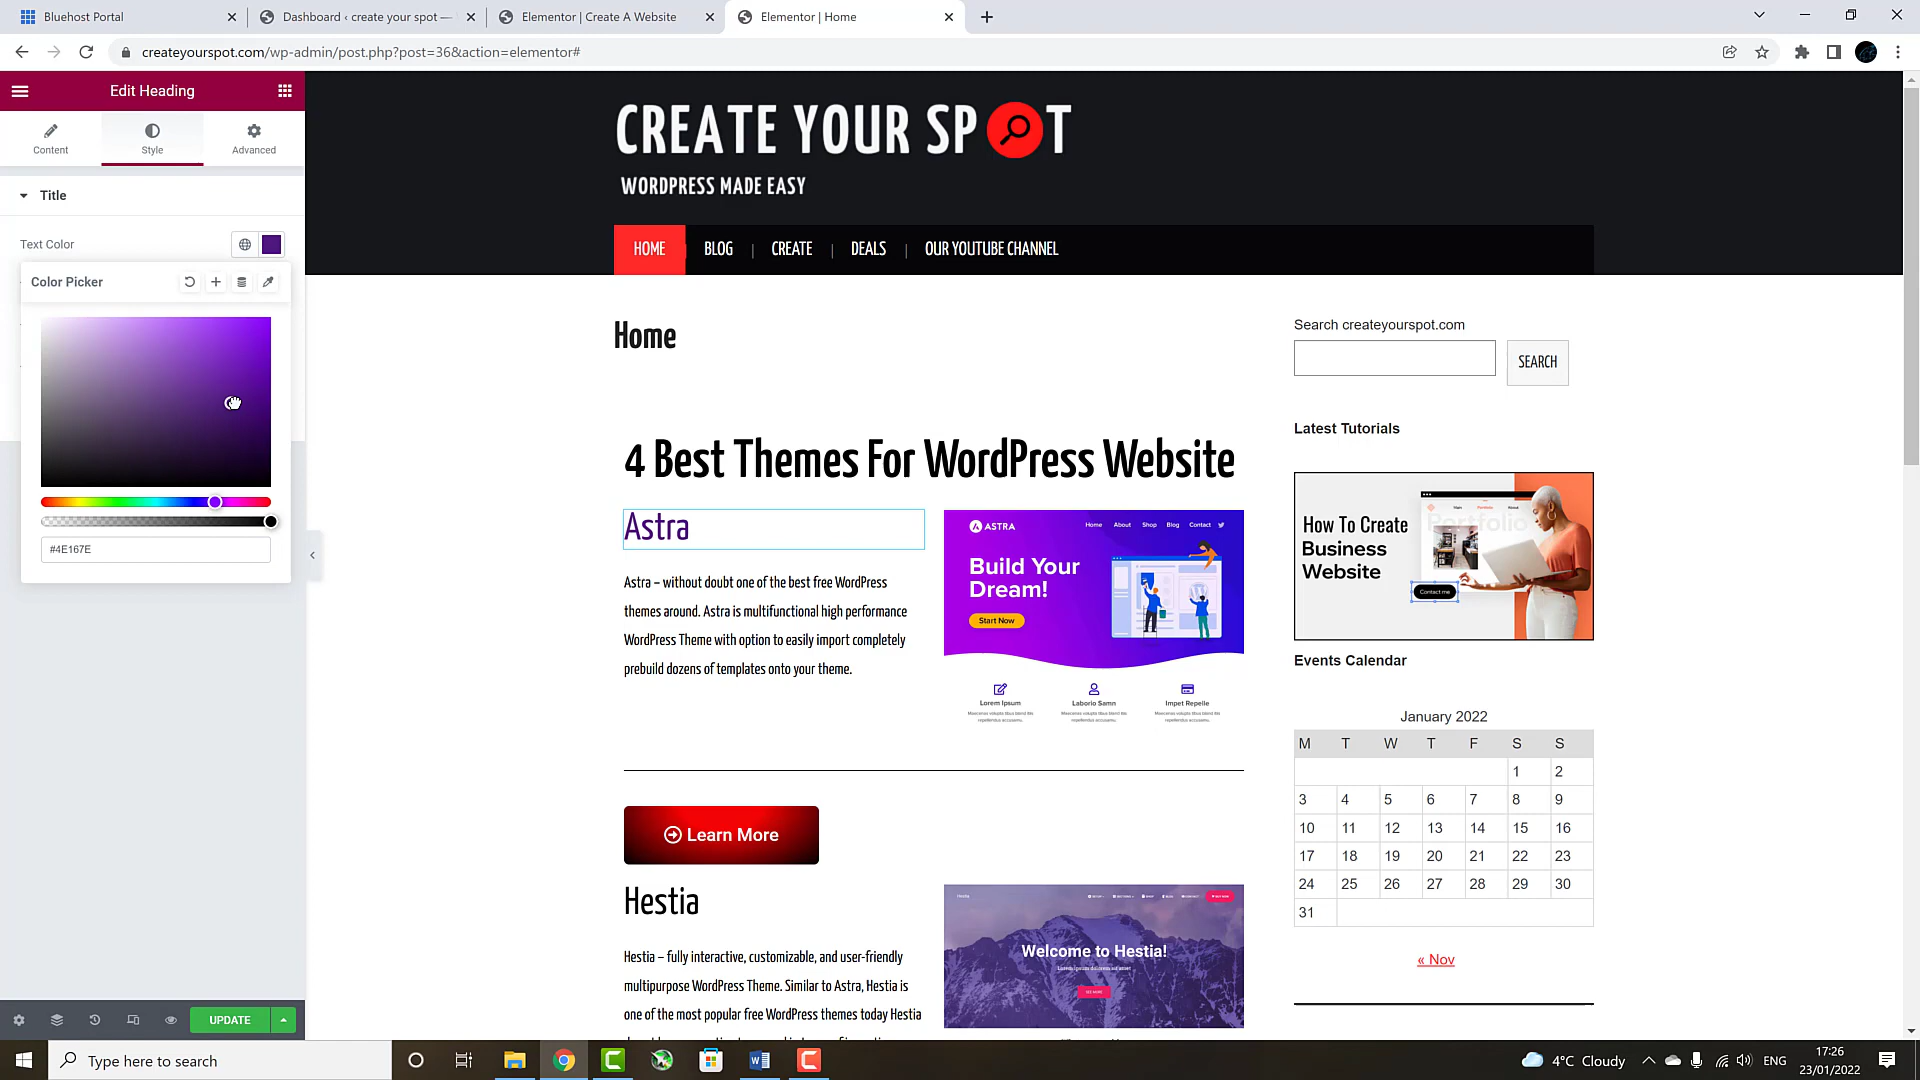 Bluehost Portal
Dashboard ‹ create your spot —
Elementor | Create A Website
Elementor | Home
createyourspot.com/wp-admin/post.php?post=36&action=elementor#
Edit Heading
Content
Style
Advanced
Title
Text Color
Color Picker
#4E167E
UPDATE
CREATE YOUR SP T
WORDPRESS MADE EASY
HOME
BLOG
CREATE
DEALS
OUR YOUTUBE CHANNEL
Home
4 Best Themes For WordPress Website
Astra
Astra – without doubt one of the best free WordPress
themes around. Astra is multifunctional high performance
WordPress Theme with option to easily import completely
prebuild dozens of templates onto your theme.
ASTRA
Home About Shop Blog Contact
Build Your
Dream!
Start Now
Lorem Ipsum
Laborio Samn
Impet Repelle
Learn More
Hestia
Hestia – fully interactive, customizable, and user-friendly
multipurpose WordPress Theme. Similar to Astra, Hestia is
one of the most popular free WordPress themes today Hestia
Hestia
Welcome to Hestia!
Search createyourspot.com
SEARCH
Latest Tutorials
How To Create
Business
Website
Portfolio
Contact me
Events Calendar
January 2022
M T W T F S S
1 2
3 4 5 6 7 8 9
10 11 12 13 14 15 16
17 18 19 20 21 22 23
24 25 26 27 28 29 30
31
« Nov
Type here to search
4°C Cloudy
ENG
17:26
23/01/2022